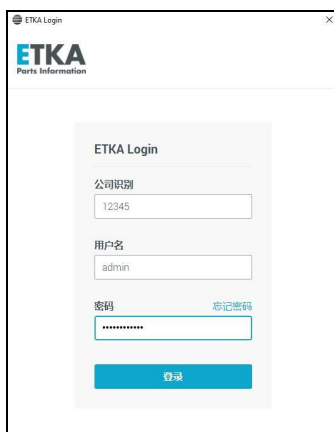 ETKA Login
ETKA
Parts Information
ETKA Login
公司识别
12345
用户名
admin
密码 忘记密码
••••••••••••
登录